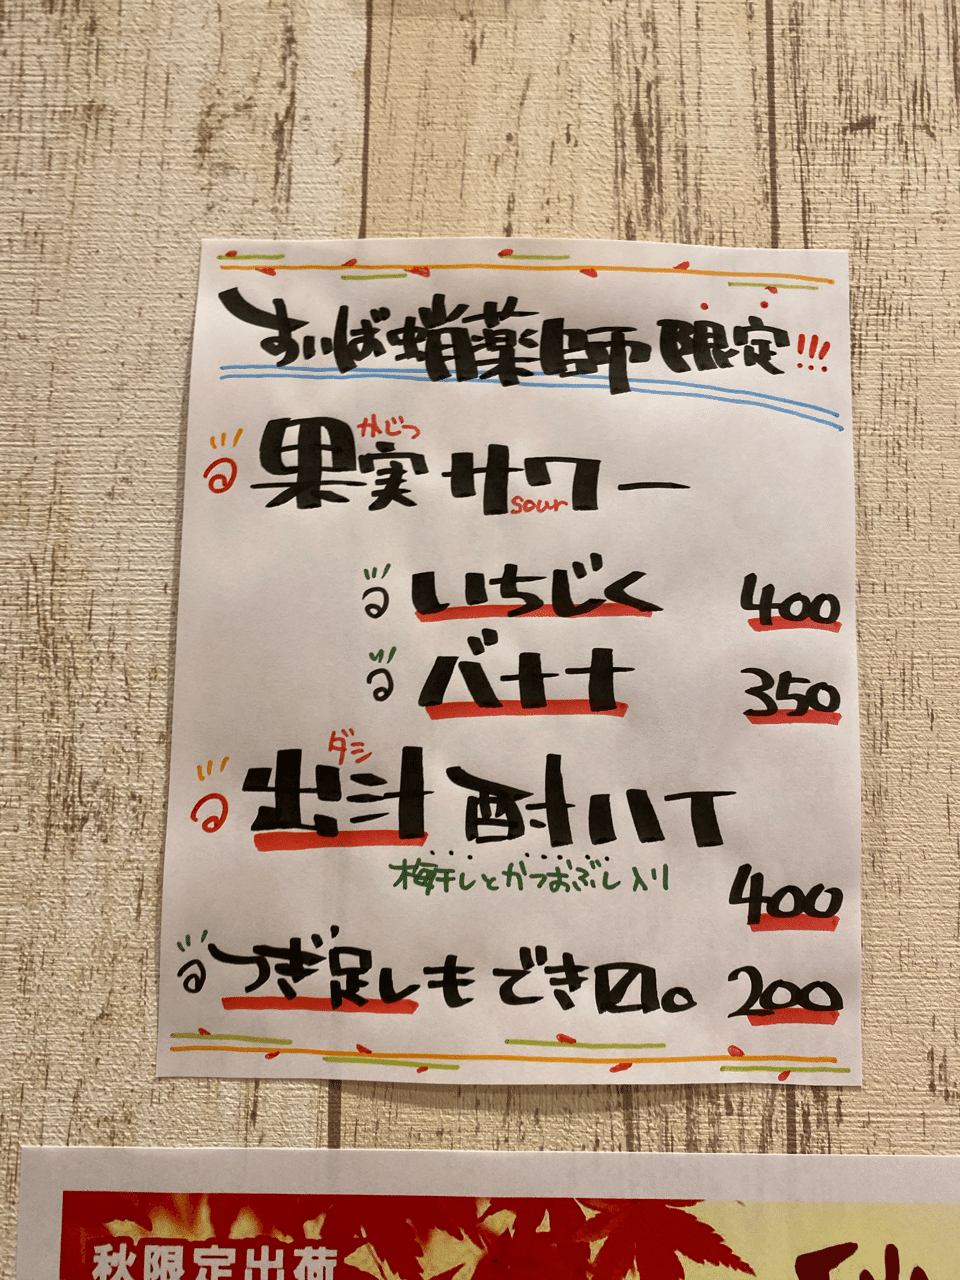 すいば蛸薬師限定!!!
果実サワー
かじつ
sour
いちじく 400
バナナ 350
ダシ
出汁酎ハイ
梅干しとかつおぶし入り
400
つぎ足しもでき〼。 200
秋限定出荷